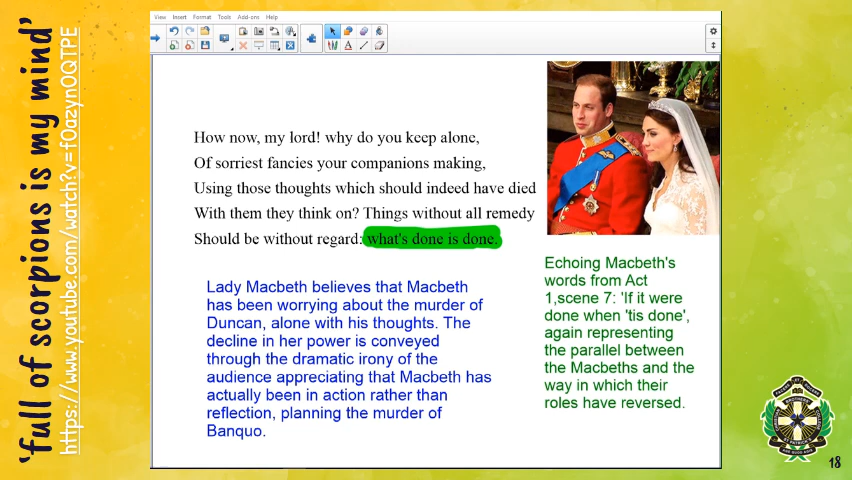 'full of scorpions is my mind'
https://www.youtube.com/watch?v=fOazynOQTPE
View Insert Format Tools Add-ons Help
How now, my lord! why do you keep alone,
Of sorriest fancies your companions making,
Using those thoughts which should indeed have died
With them they think on? Things without all remedy
Should be without regard: what's done is done.
Lady Macbeth believes that Macbeth
has been worrying about the murder of
Duncan, alone with his thoughts. The
decline in her power is conveyed
through the dramatic irony of the
audience appreciating that Macbeth has
actually been in action rather than
reflection, planning the murder of
Banquo.
Echoing Macbeth's
words from Act
1,scene 7: 'If it were
done when 'tis done',
again representing
the parallel between
the Macbeths and the
way in which their
roles have reversed.
18